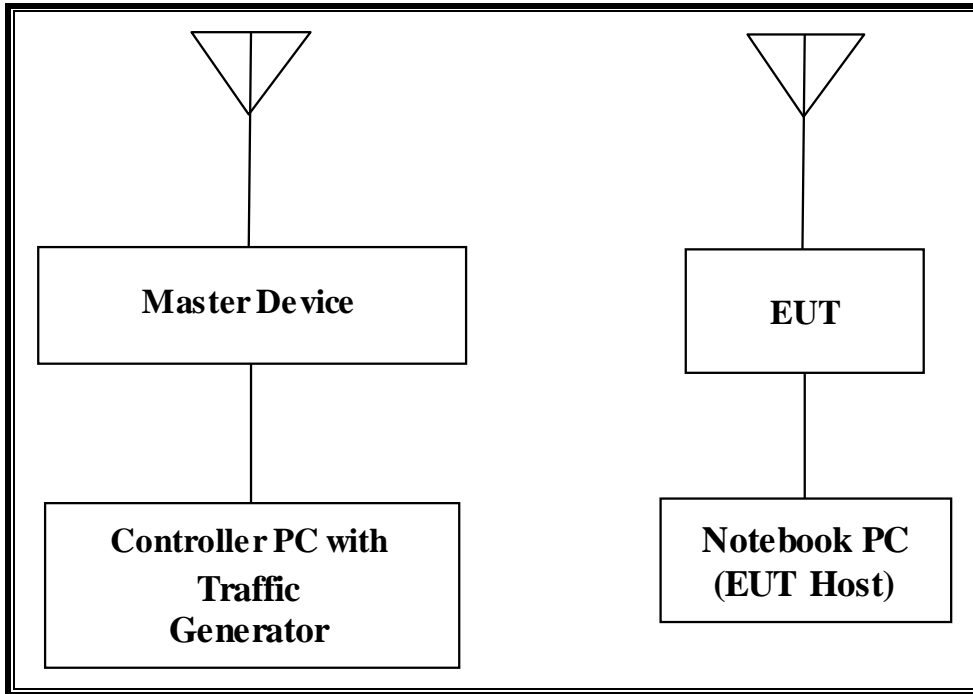 Master Device
EUT
Controller PC with
Traffic
Generator
Notebook PC
(EUT Host)